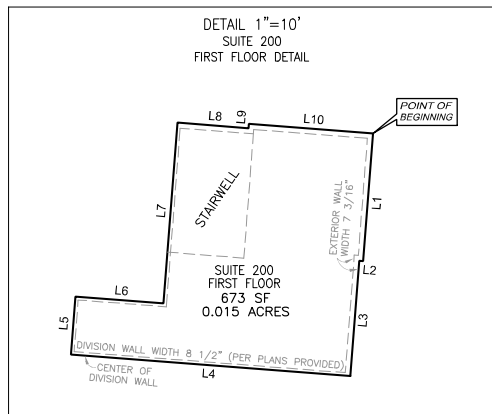 DETAIL 1"=10'
SUITE 200
FIRST FLOOR DETAIL
POINT OF
BEGINNING
L8
L9
L10
STAIRWELL
L7
L1
EXTERIOR WALL
WIDTH 7 3/16"
L2
SUITE 200
FIRST FLOOR
673 SF
0.015 ACRES
L6
L5
L3
DIVISION WALL WIDTH 8 1/2" (PER PLANS PROVIDED)
L4
CENTER OF
DIVISION WALL